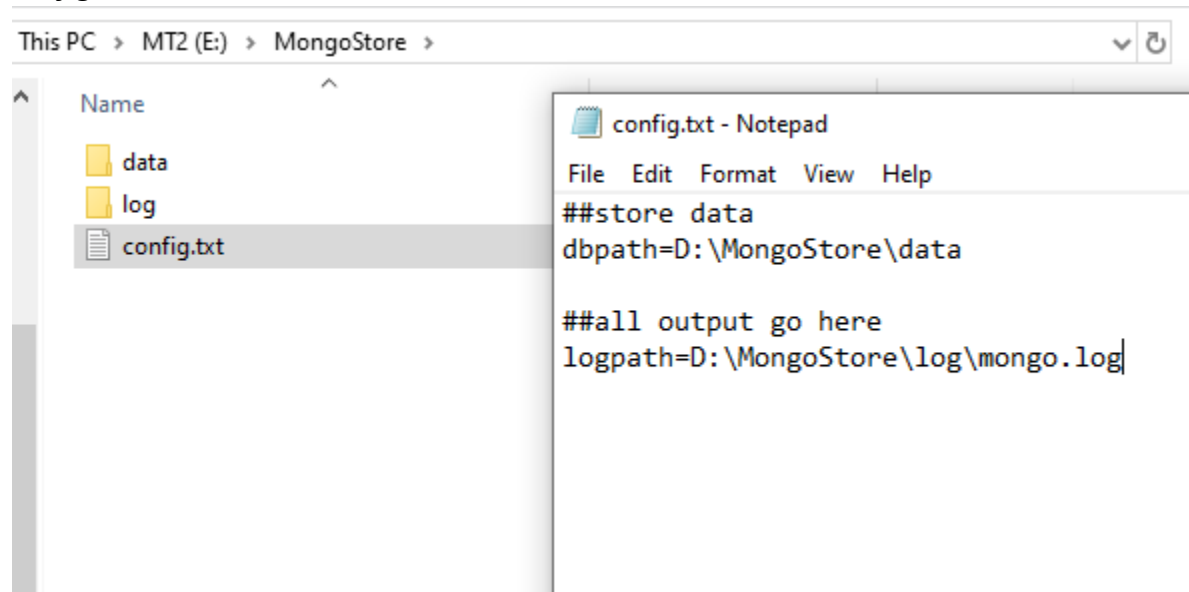 This PC > MT2 (E:) > MongoStore >
Name
data
log
config.txt
config.txt - Notepad
File Edit Format View Help
##store data
dbpath=D:\MongoStore\data
##all output go here
logpath=D:\MongoStore\log\mongo.log